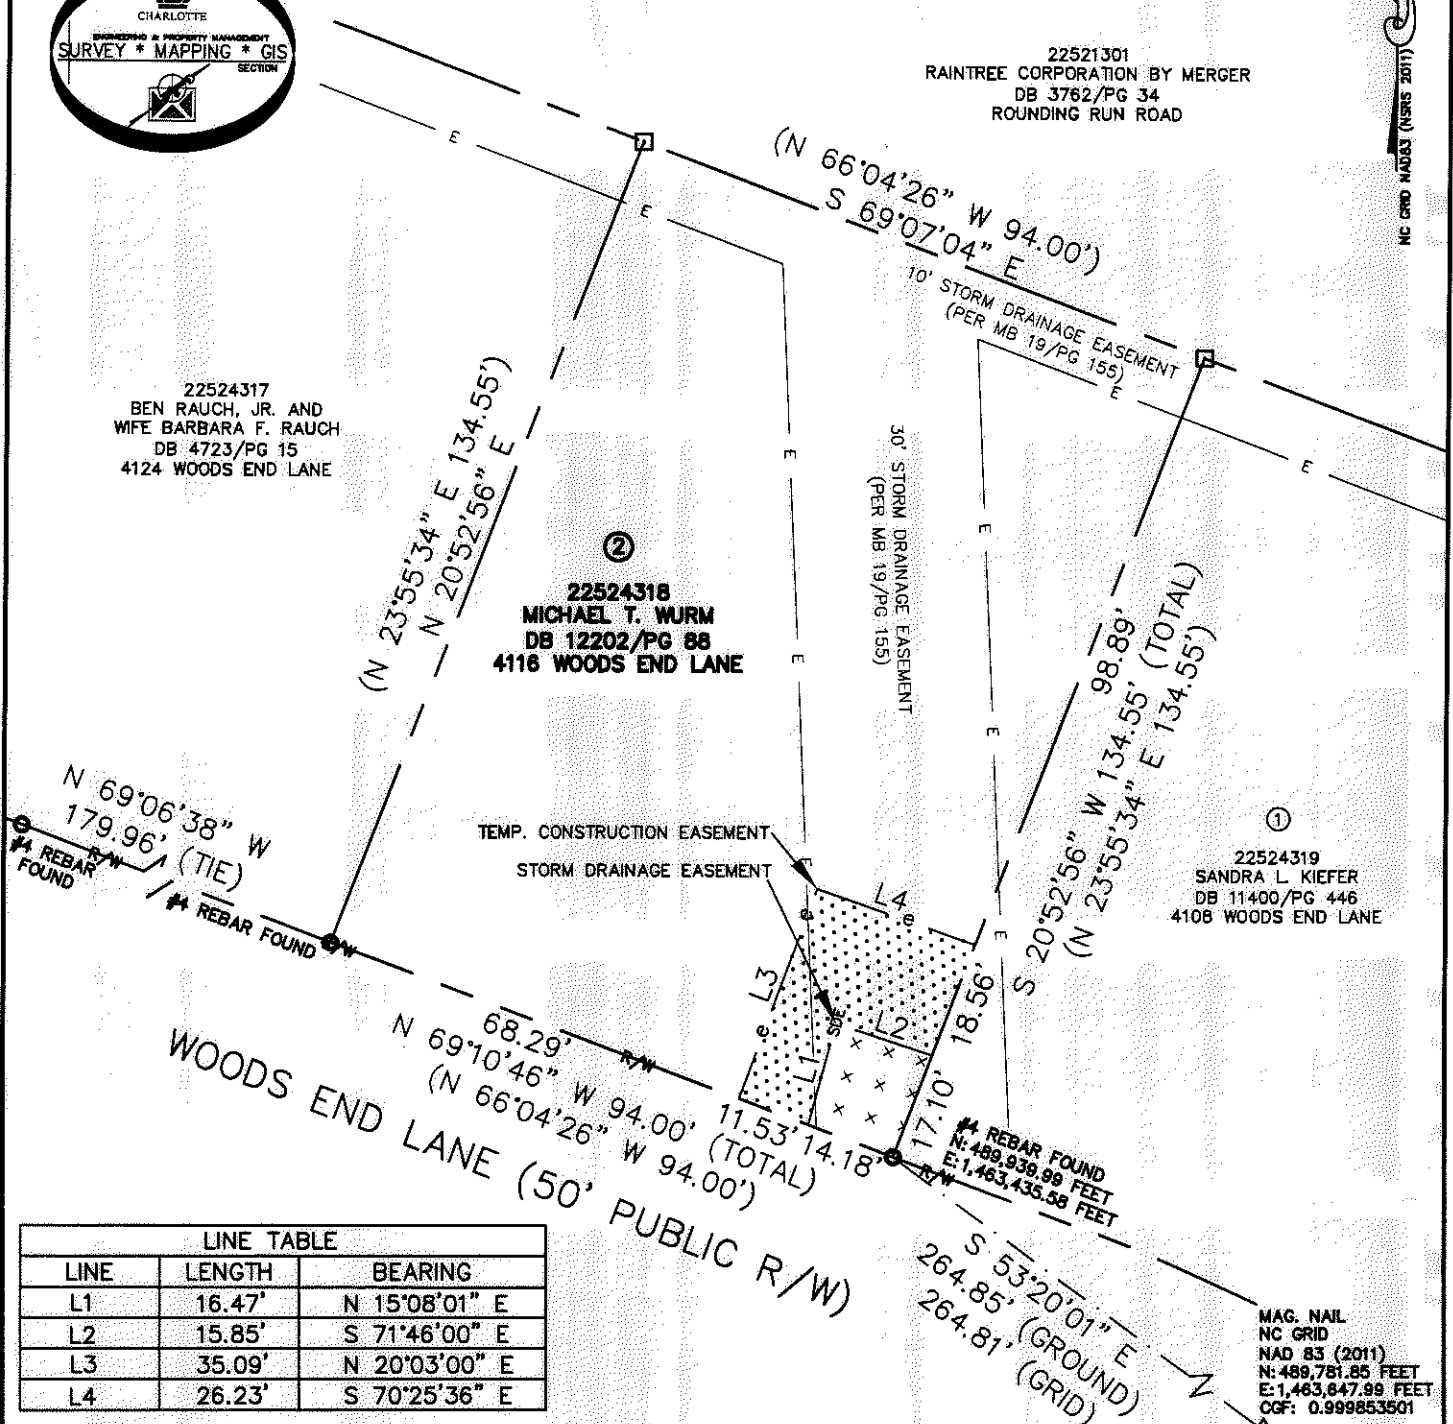 CHARLOTTE
ENGINEERING & PROPERTY MANAGEMENT
SURVEY * MAPPING * GIS
SECTION
22521301
RAINTREE CORPORATION BY MERGER
DB 3762/PG 34
ROUNDING RUN ROAD
NC GRID NAD83 (NSRS 2011)
E
E
(N 66°04'26" W 94.00')
S 69°07'04" E
10' STORM DRAINAGE EASEMENT
(PER MB 19/PG 155)
E
E
22524317
BEN RAUCH, JR. AND
WIFE BARBARA F. RAUCH
DB 4723/PG 15
4124 WOODS END LANE
(N 23°55'34" E 134.55')
N 20°52'56" E
E
E
30' STORM DRAINAGE EASEMENT
(PER MB 19/PG 155)
E
E
E
2
22524318
MICHAEL T. WURM
DB 12202/PG 88
4116 WOODS END LANE
98.89'
S 20°52'56" W 134.55' (TOTAL)
(N 23°55'34" E 134.55')
1
22524319
SANDRA L. KIEFER
DB 11400/PG 446
4108 WOODS END LANE
N 69°06'38" W
179.96' (TIE)
R/W
#4 REBAR
FOUND
#4 REBAR FOUND
R/W
TEMP. CONSTRUCTION EASEMENT
STORM DRAINAGE EASEMENT
L4
e
e
L3
e
SDE
L2
L1
18.56'
17.10'
68.29'
R/W
N 69°10'46" W 94.00' (TOTAL)
(N 66°04'26" W 94.00')
11.53'
14.18'
R/W
#4 REBAR FOUND
N: 489,939.99 FEET
E: 1,463,435.58 FEET
WOODS END LANE (50' PUBLIC R/W)
S 53°20'01" E
264.85' (GROUND)
264.81' (GRID)
N
MAG. NAIL
NC GRID
NAD 83 (2011)
N: 489,781.85 FEET
E: 1,463,647.99 FEET
CGF: 0.999853501
LINE TABLE
LINE LENGTH BEARING
L1 16.47' N 15°08'01" E
L2 15.85' S 71°46'00" E
L3 35.09' N 20°03'00" E
L4 26.23' S 70°25'36" E